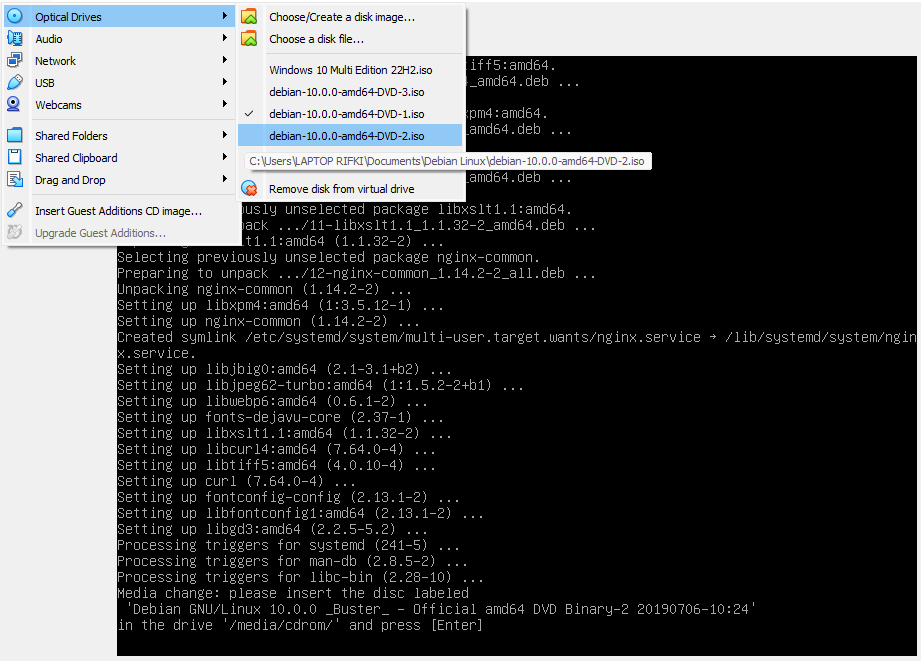 Optical Drives
Audio
Network
USB
Webcams
Shared Folders
Shared Clipboard
Drag and Drop
Insert Guest Additions CD image...
Upgrade Guest Additions...
Choose/Create a disk image...
Choose a disk file...
Windows 10 Multi Edition 22H2.iso
debian-10.0.0-amd64-DVD-3.iso
debian-10.0.0-amd64-DVD-1.iso
debian-10.0.0-amd64-DVD-2.iso
C:\Users\LAPTOP RIFKI\Documents\Debian Linux\debian-10.0.0-amd64-DVD-2.iso
Remove disk from virtual drive
iff5:amd64.
_amd64.deb ...
pm4:amd64.
_amd64.deb ...
_amd64.deb ...
ously unselected package libxslt1.1:amd64.
pack .../11-libxslt1.1_1.1.32-2_amd64.deb ...
t1.1:amd64 (1.1.32-2) ...
Selecting previously unselected package nginx-common.
Preparing to unpack .../12-nginx-common_1.14.2-2_all.deb ...
Unpacking nginx-common (1.14.2-2) ...
Setting up libxpm4:amd64 (1:3.5.12-1) ...
Setting up nginx-common (1.14.2-2) ...
Created symlink /etc/systemd/system/multi-user.target.wants/nginx.service → /lib/systemd/system/ngin
x.service.
Setting up libjbig0:amd64 (2.1-3.1+b2) ...
Setting up libjpeg62-turbo:amd64 (1:1.5.2-2+b1) ...
Setting up libwebp6:amd64 (0.6.1-2) ...
Setting up fonts-dejavu-core (2.37-1) ...
Setting up libxslt1.1:amd64 (1.1.32-2) ...
Setting up libcurl4:amd64 (7.64.0-4) ...
Setting up libtiff5:amd64 (4.0.10-4) ...
Setting up curl (7.64.0-4) ...
Setting up fontconfig-config (2.13.1-2) ...
Setting up libfontconfig1:amd64 (2.13.1-2) ...
Setting up libgd3:amd64 (2.2.5-5.2) ...
Processing triggers for systemd (241-5) ...
Processing triggers for man-db (2.8.5-2) ...
Processing triggers for libc-bin (2.28-10) ...
Media change: please insert the disc labeled
'Debian GNU/Linux 10.0.0 _Buster_ - Official amd64 DVD Binary-2 20190706-10:24'
in the drive '/media/cdrom/' and press [Enter]